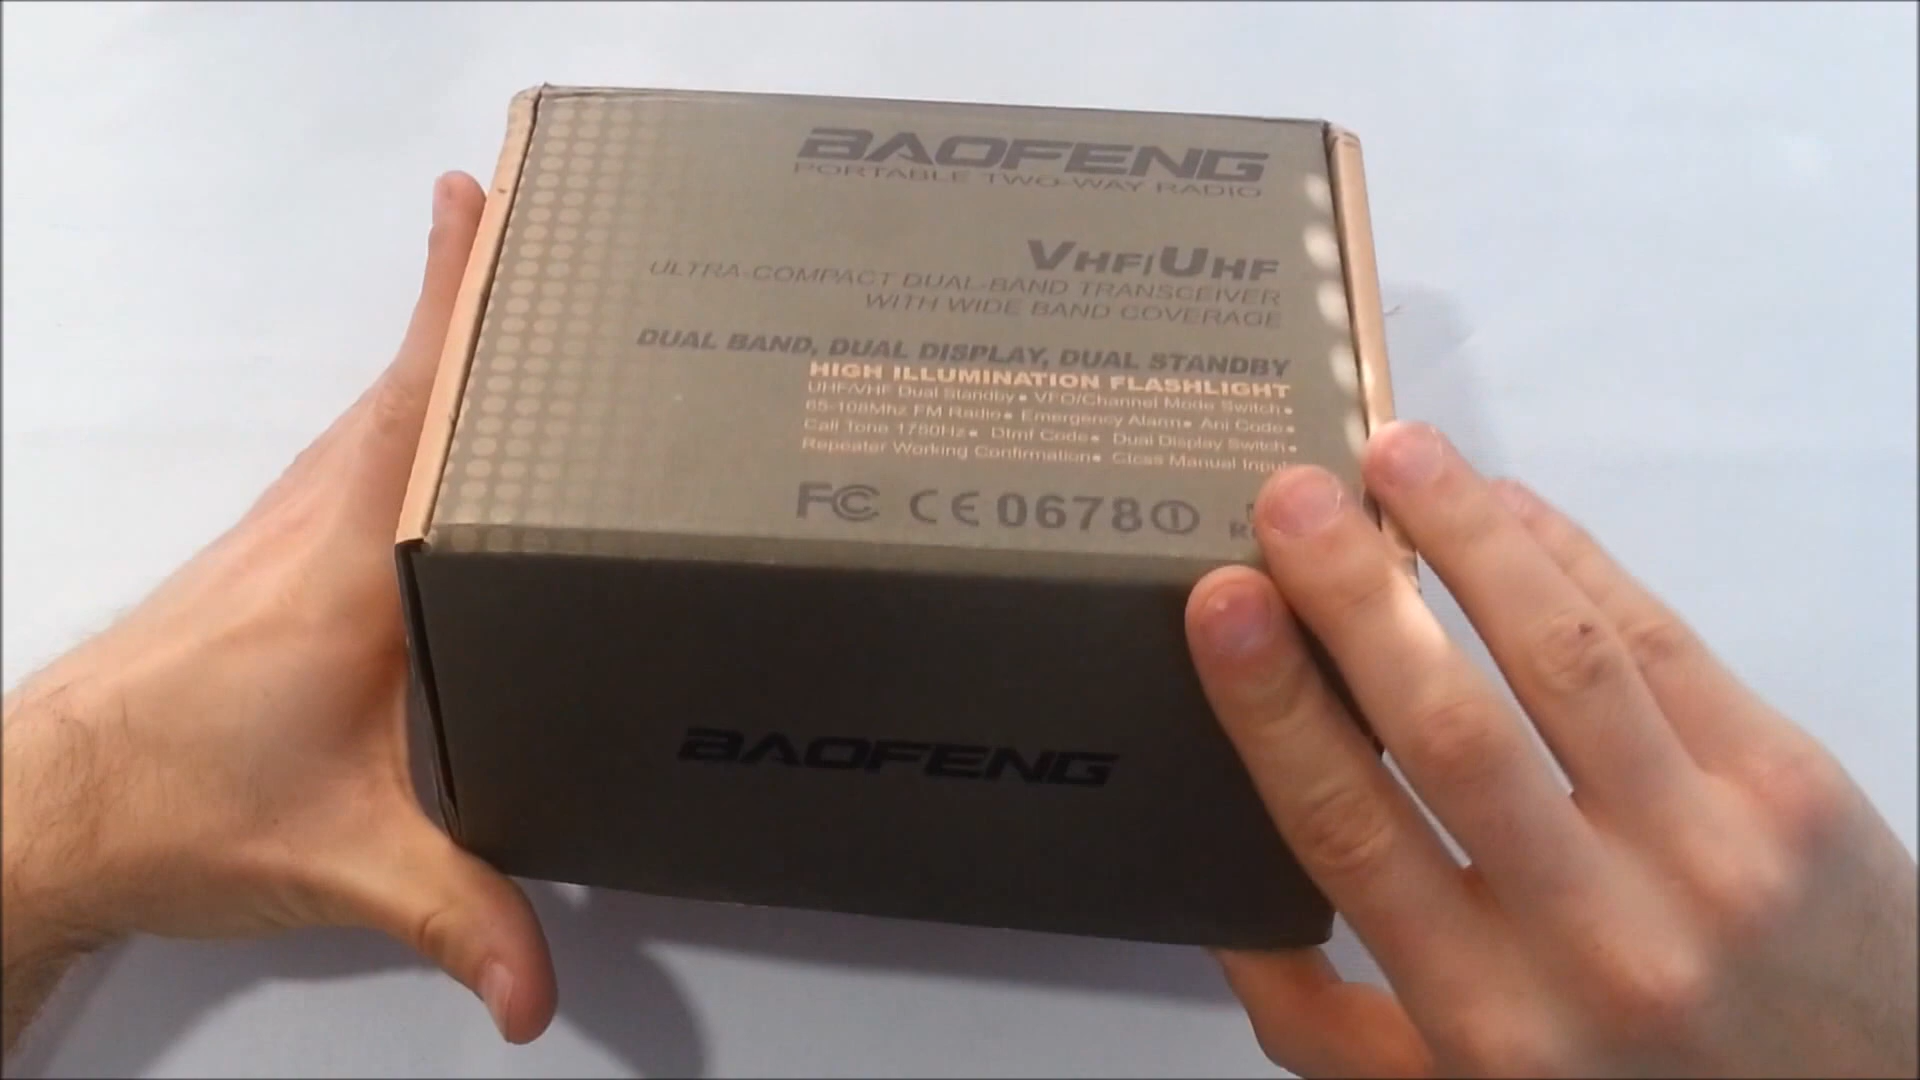 BAOFENG
PORTABLE TWO-WAY RADIO
VHF/UHF
ULTRA-COMPACT DUAL-BAND TRANSCEIVER
WITH WIDE BAND COVERAGE
DUAL BAND, DUAL DISPLAY, DUAL STANDBY
HIGH ILLUMINATION FLASHLIGHT
UHF/VHF Dual Standby• VFO/Channel Mode Switch•
65-108Mhz FM Radio• Emergency Alarm• Ani Code•
Call Tone 1750Hz• Dtmf Code• Dual Display Switch•
Repeater Working Confirmation• Ctcss Manual Input
FC CE0678
BAOFENG